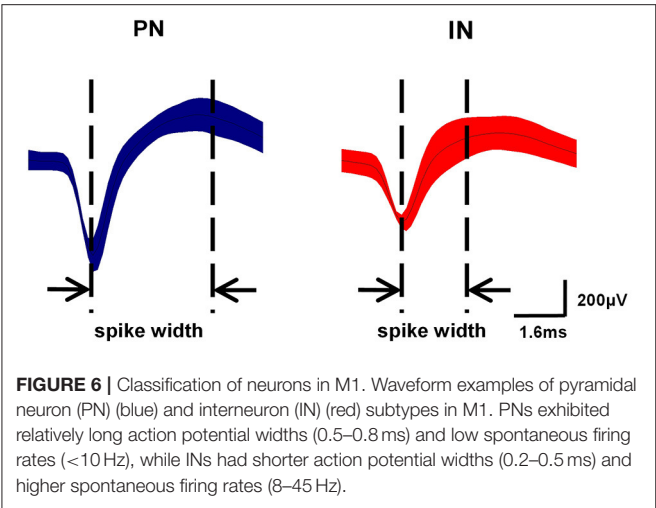 PN
IN
spike width
spike width
200μV
1.6ms
FIGURE 6 | Classification of neurons in M1. Waveform examples of pyramidal
neuron (PN) (blue) and interneuron (IN) (red) subtypes in M1. PNs exhibited
relatively long action potential widths (0.5–0.8 ms) and low spontaneous firing
rates (<10 Hz), while INs had shorter action potential widths (0.2–0.5 ms) and
higher spontaneous firing rates (8–45 Hz).